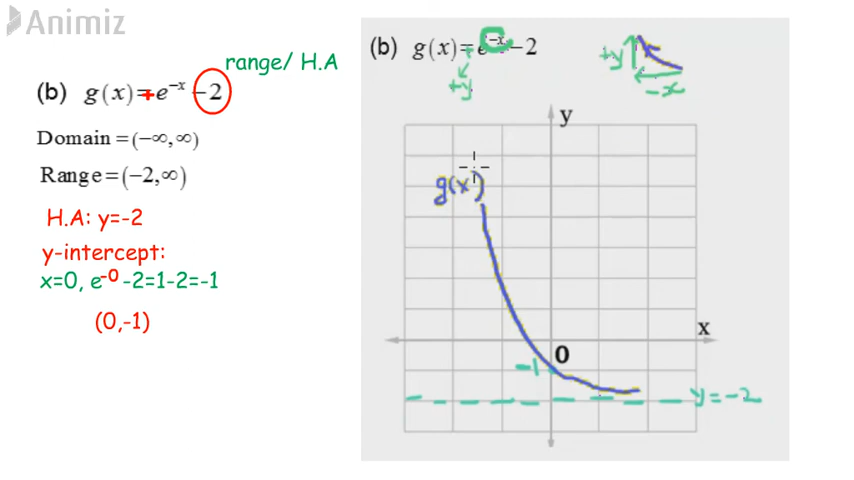 Animiz
range/ H.A
(b) g(x)=+e⁻ˣ −2
Domain =(−∞,∞)
Range=(−2,∞)
H.A: y=-2
y-intercept:
x=0, e⁻⁰ -2=1-2=-1
(0,-1)
(b) g(x)=e⁻ˣ−2
+y
+y
-x
y
g(x)
x
0
-1
y=-2